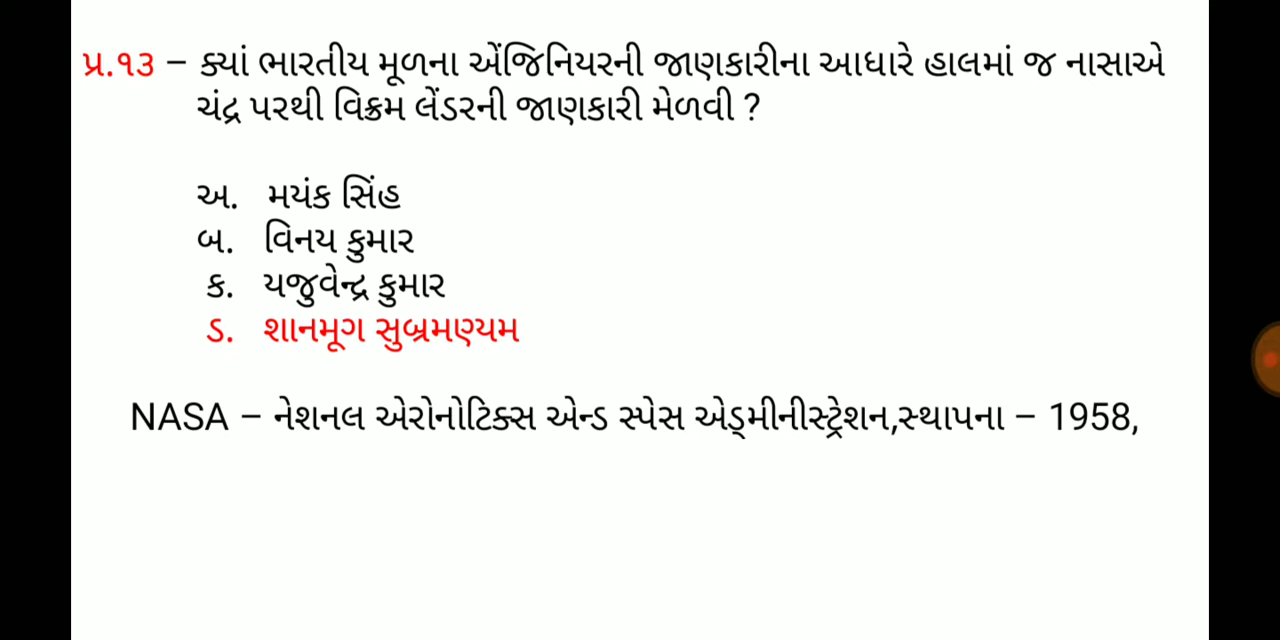 પ્ર.૧૩ – ક્યાં ભારતીય મૂળના એંજિનિયરની જાણકારીના આધારે હાલમાં જ નાસાએ
ચંદ્ર પરથી વિક્રમ લેંડરની જાણકારી મેળવી ?
અ. મયંક સિંહ
બ. વિનય કુમાર
ક. યજુવેન્દ્ર કુમાર
ડ. શાનમૂગ સુબ્રમણ્યમ
NASA – નેશનલ એરોનોટિક્સ એન્ડ સ્પેસ એડ્મીનીસ્ટ્રેશન,સ્થાપના – 1958,